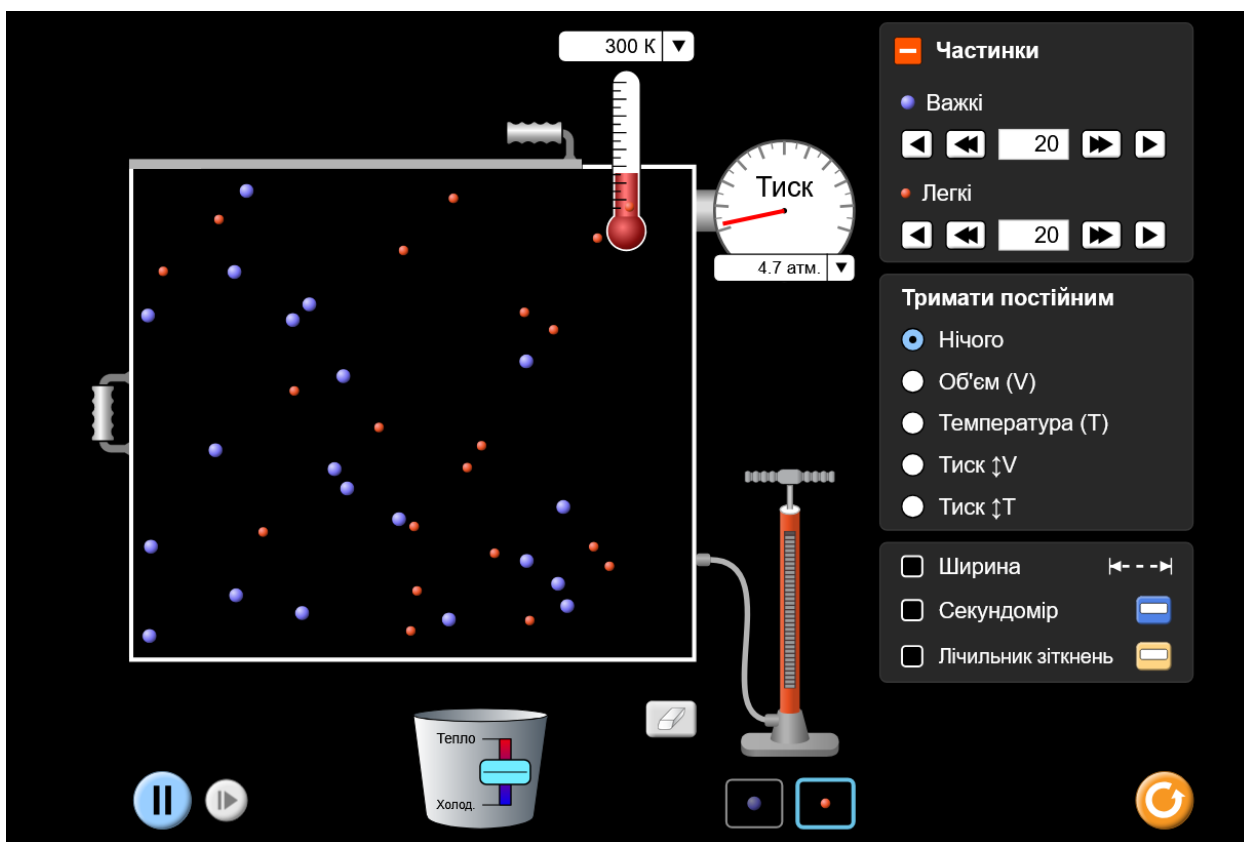 300 К
Тиск
4.7 атм.
Частинки
Важкі
20
Легкі
20
Тримати постійним
Нічого
Об'єм (V)
Температура (T)
Тиск ↕V
Тиск ↕T
Ширина
Секундомір
Лічильник зіткнень
Тепло
Холод.